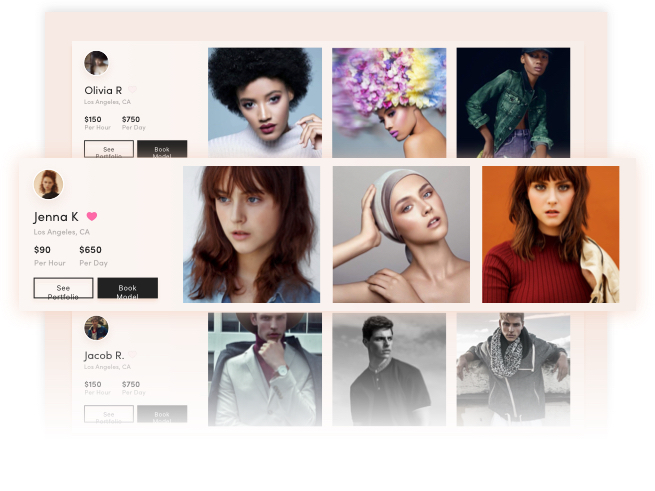 Olivia R
Los Angeles, CA
$150 $750
Per Hour Per Day
See Portfolio
Book Model
Jenna K
Los Angeles, CA
$90 $650
Per Hour Per Day
See Portfolio
Book Model
Jacob R.
Los Angeles, CA
$150 $750
Per Hour Per Day
See Portfolio
Book Model